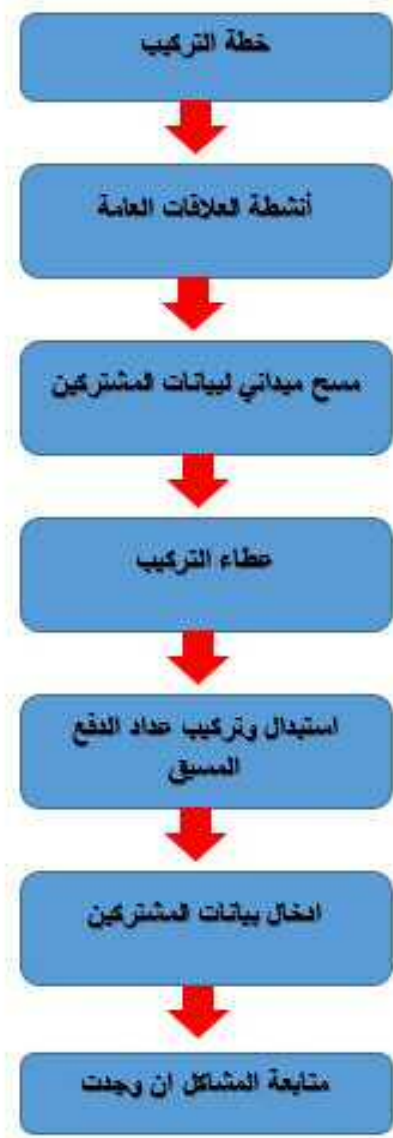 خطة التركيب
أنشطة العلاقات العامة
مسح ميداني لبيانات المشتركين
عطاء التركيب
استبدال وتركيب عداد الدفع
المسبق
ادخال بيانات المشتركين
متابعة المشاكل ان وجدت